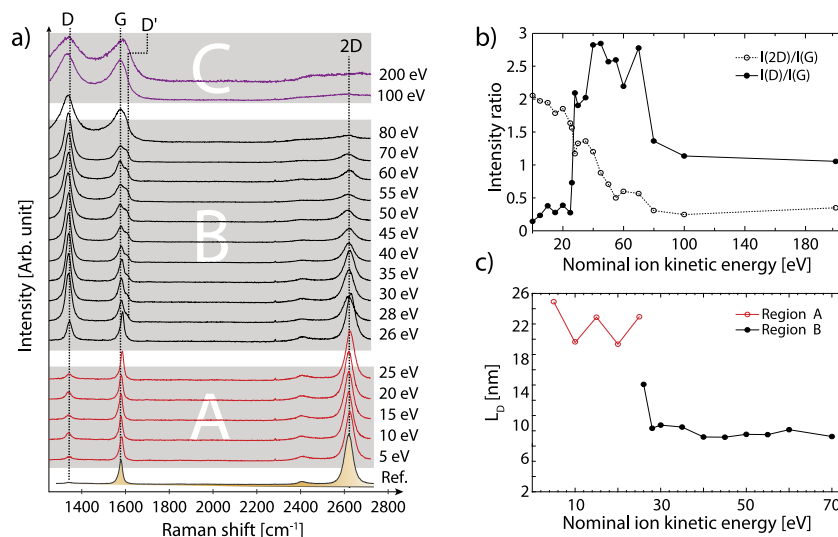 a)
D
G
D'
2D
C
200 eV
100 eV
B
80 eV
70 eV
60 eV
55 eV
50 eV
45 eV
40 eV
35 eV
30 eV
28 eV
26 eV
A
25 eV
20 eV
15 eV
10 eV
5 eV
Ref.
Intensity [Arb. unit]
1400 1600 1800 2000 2200 2400 2600 2800
Raman shift [cm⁻¹]
b)
I(2D)/I(G)
I(D)/I(G)
3
2.5
2
1.5
1
0.5
0
Intensity ratio
0 20 60 100 140 180
Nominal ion kinetic energy [eV]
c)
Region A
Region B
26
22
18
14
10
6
2
L_D [nm]
10 30 50 70
Nominal ion kinetic energy [eV]